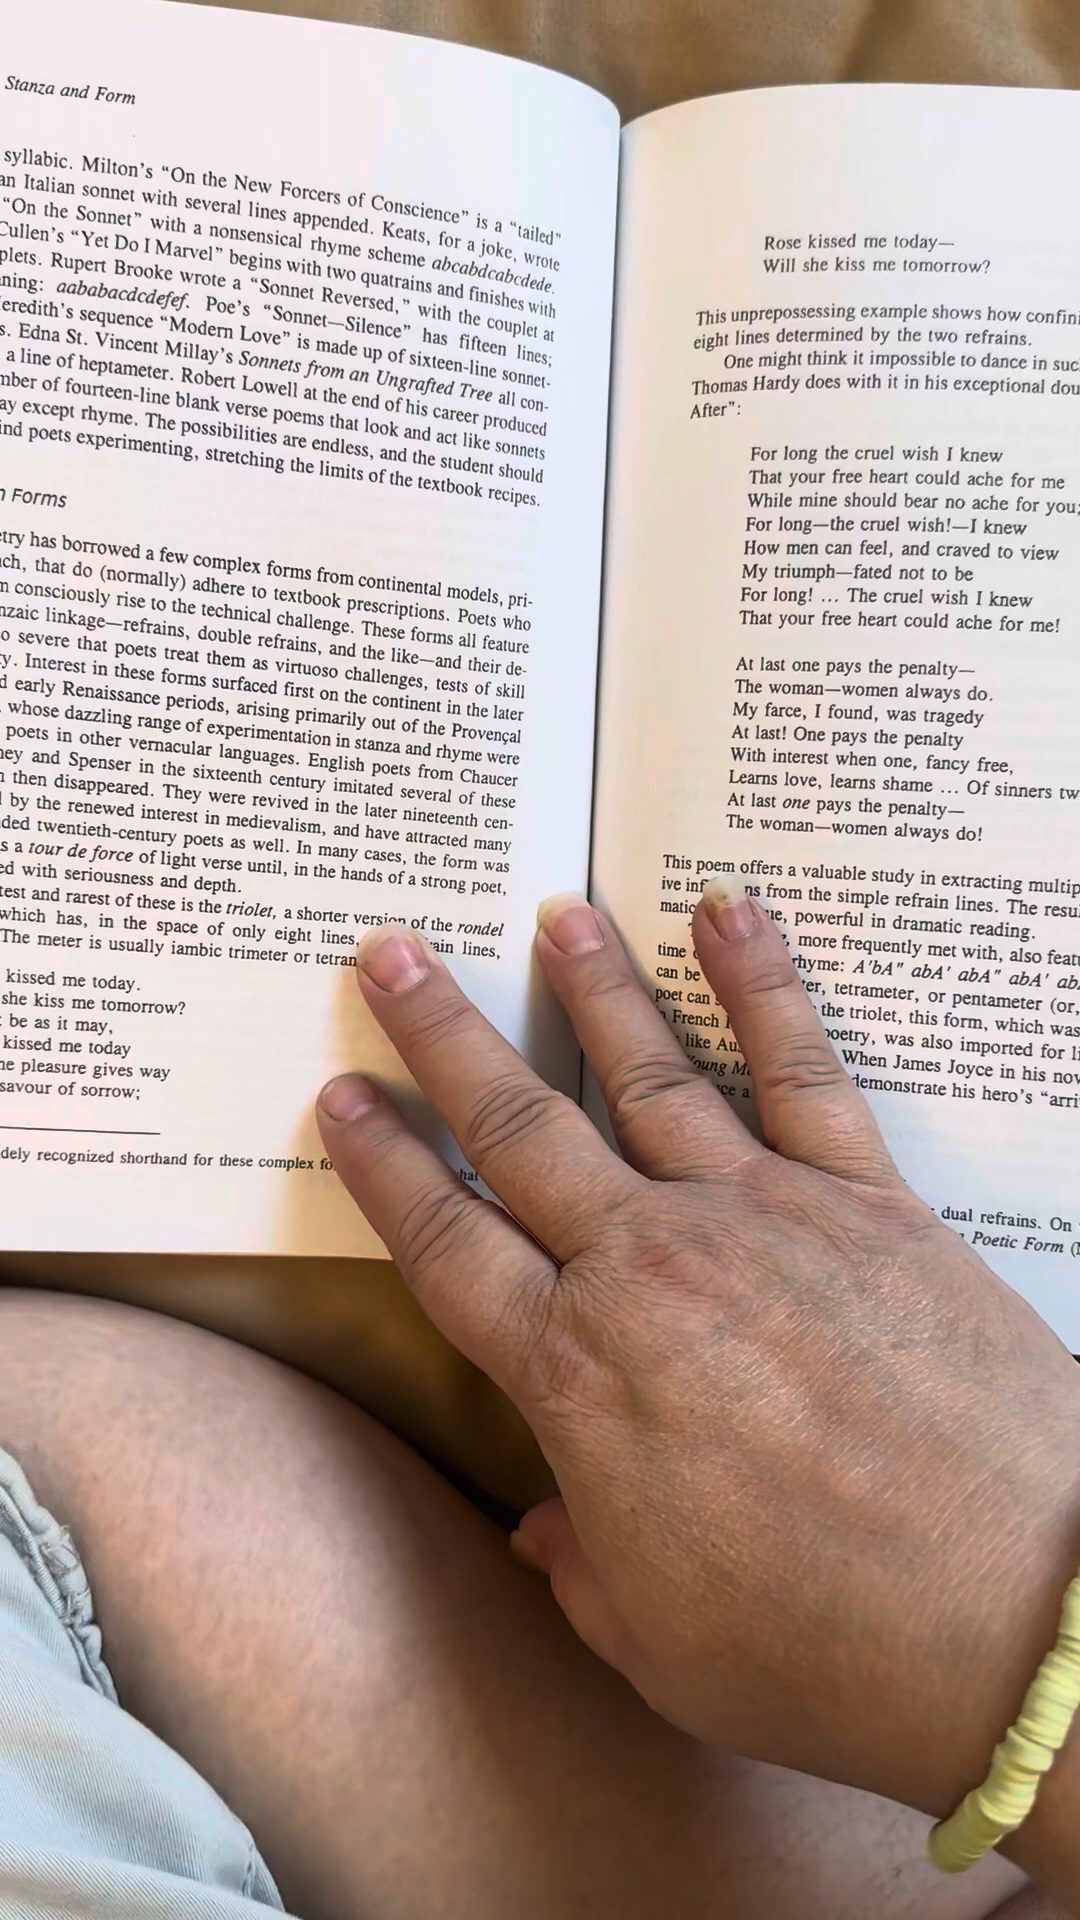 Stanza and Form
syllabic. Milton's “On the New Forcers of Conscience” is a “tailed”
an Italian sonnet with several lines appended. Keats, for a joke, wrote
“On the Sonnet” with a nonsensical rhyme scheme abcabdcabcdede.
Cullen's “Yet Do I Marvel” begins with two quatrains and finishes with
plets. Rupert Brooke wrote a “Sonnet Reversed,” with the couplet at
ning: aababacdcdefef. Poe's “Sonnet—Silence” has fifteen lines;
eredith's sequence “Modern Love” is made up of sixteen-line sonnet-
s. Edna St. Vincent Millay's Sonnets from an Ungrafted Tree all con-
a line of heptameter. Robert Lowell at the end of his career produced
mber of fourteen-line blank verse poems that look and act like sonnets
ay except rhyme. The possibilities are endless, and the student should
ind poets experimenting, stretching the limits of the textbook recipes.
n Forms
etry has borrowed a few complex forms from continental models, pri-
nch, that do (normally) adhere to textbook prescriptions. Poets who
m consciously rise to the technical challenge. These forms all feature
nzaic linkage—refrains, double refrains, and the like—and their de-
o severe that poets treat them as virtuoso challenges, tests of skill
y. Interest in these forms surfaced first on the continent in the later
d early Renaissance periods, arising primarily out of the Provençal
, whose dazzling range of experimentation in stanza and rhyme were
poets in other vernacular languages. English poets from Chaucer
ney and Spenser in the sixteenth century imitated several of these
n then disappeared. They were revived in the later nineteenth cen-
l by the renewed interest in medievalism, and have attracted many
ded twentieth-century poets as well. In many cases, the form was
s a tour de force of light verse until, in the hands of a strong poet,
ed with seriousness and depth.
test and rarest of these is the triolet, a shorter version of the rondel
which has, in the space of only eight lines, ain lines,
The meter is usually iambic trimeter or tetram
kissed me today.
she kiss me tomorrow?
be as it may,
kissed me today
ne pleasure gives way
savour of sorrow;
dely recognized shorthand for these complex fo
hat
Rose kissed me today—
Will she kiss me tomorrow?
This unprepossessing example shows how confini
eight lines determined by the two refrains.
One might think it impossible to dance in suc
Thomas Hardy does with it in his exceptional dou
After”:
For long the cruel wish I knew
That your free heart could ache for me
While mine should bear no ache for you;
For long—the cruel wish!—I knew
How men can feel, and craved to view
My triumph—fated not to be
For long! ... The cruel wish I knew
That your free heart could ache for me!
At last one pays the penalty—
The woman—women always do.
My farce, I found, was tragedy
At last! One pays the penalty
With interest when one, fancy free,
Learns love, learns shame ... Of sinners tw
At last one pays the penalty—
The woman—women always do!
This poem offers a valuable study in extracting multip
ive inf ns from the simple refrain lines. The resu
matic ue, powerful in dramatic reading.
, more frequently met with, also feat
time rhyme: A'bA" abA' abA" abA' ab
can be er, tetrameter, or pentameter (or,
poet can the triolet, this form, which was
French poetry, was also imported for li
like Aus When James Joyce in his nov
Young M demonstrate his hero's “arri
ce a
dual refrains. On
Poetic Form (